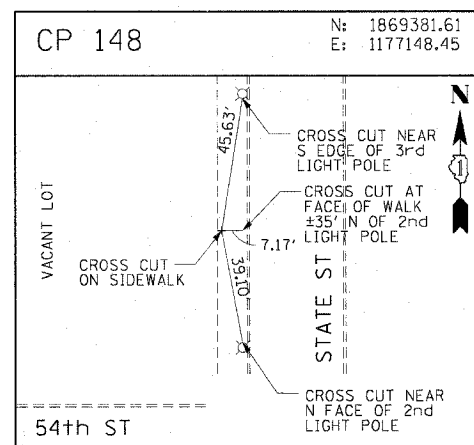 CP 148
N: 1869381.61
E: 1177148.45
N
45.63'
CROSS CUT NEAR
S EDGE OF 3rd
LIGHT POLE
1
CROSS CUT AT
FACE OF WALK
±35' N OF 2nd
LIGHT POLE
7.17'
VACANT LOT
CROSS CUT
ON SIDEWALK
39.10'
STATE ST
CROSS CUT NEAR
N FACE OF 2nd
LIGHT POLE
54th ST